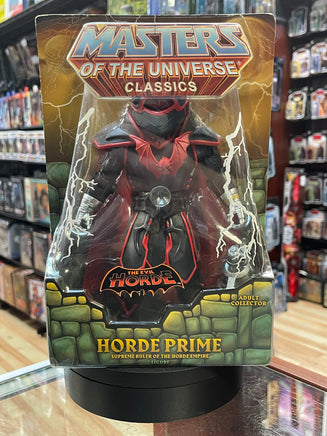 MASTERS
OF THE UNIVERSE
CLASSICS
THE EVIL
HORDE
ADULT
COLLECTOR
HORDE PRIME
SUPREME RULER OF THE HORDE EMPIRE
FIGURE